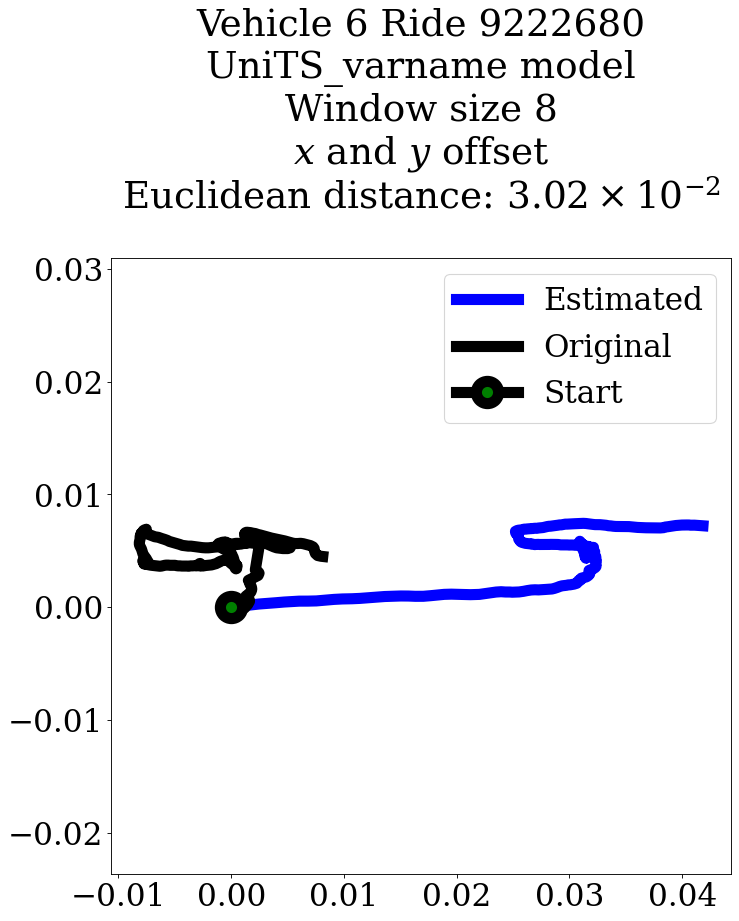 Vehicle 6 Ride 9222680
UniTS_varname model
Window size 8
x and y offset
Euclidean distance: 3.02 × 10⁻²
Estimated
Original
Start
0.03
0.02
0.01
0.00
−0.01
−0.02
−0.01 0.00 0.01 0.02 0.03 0.04